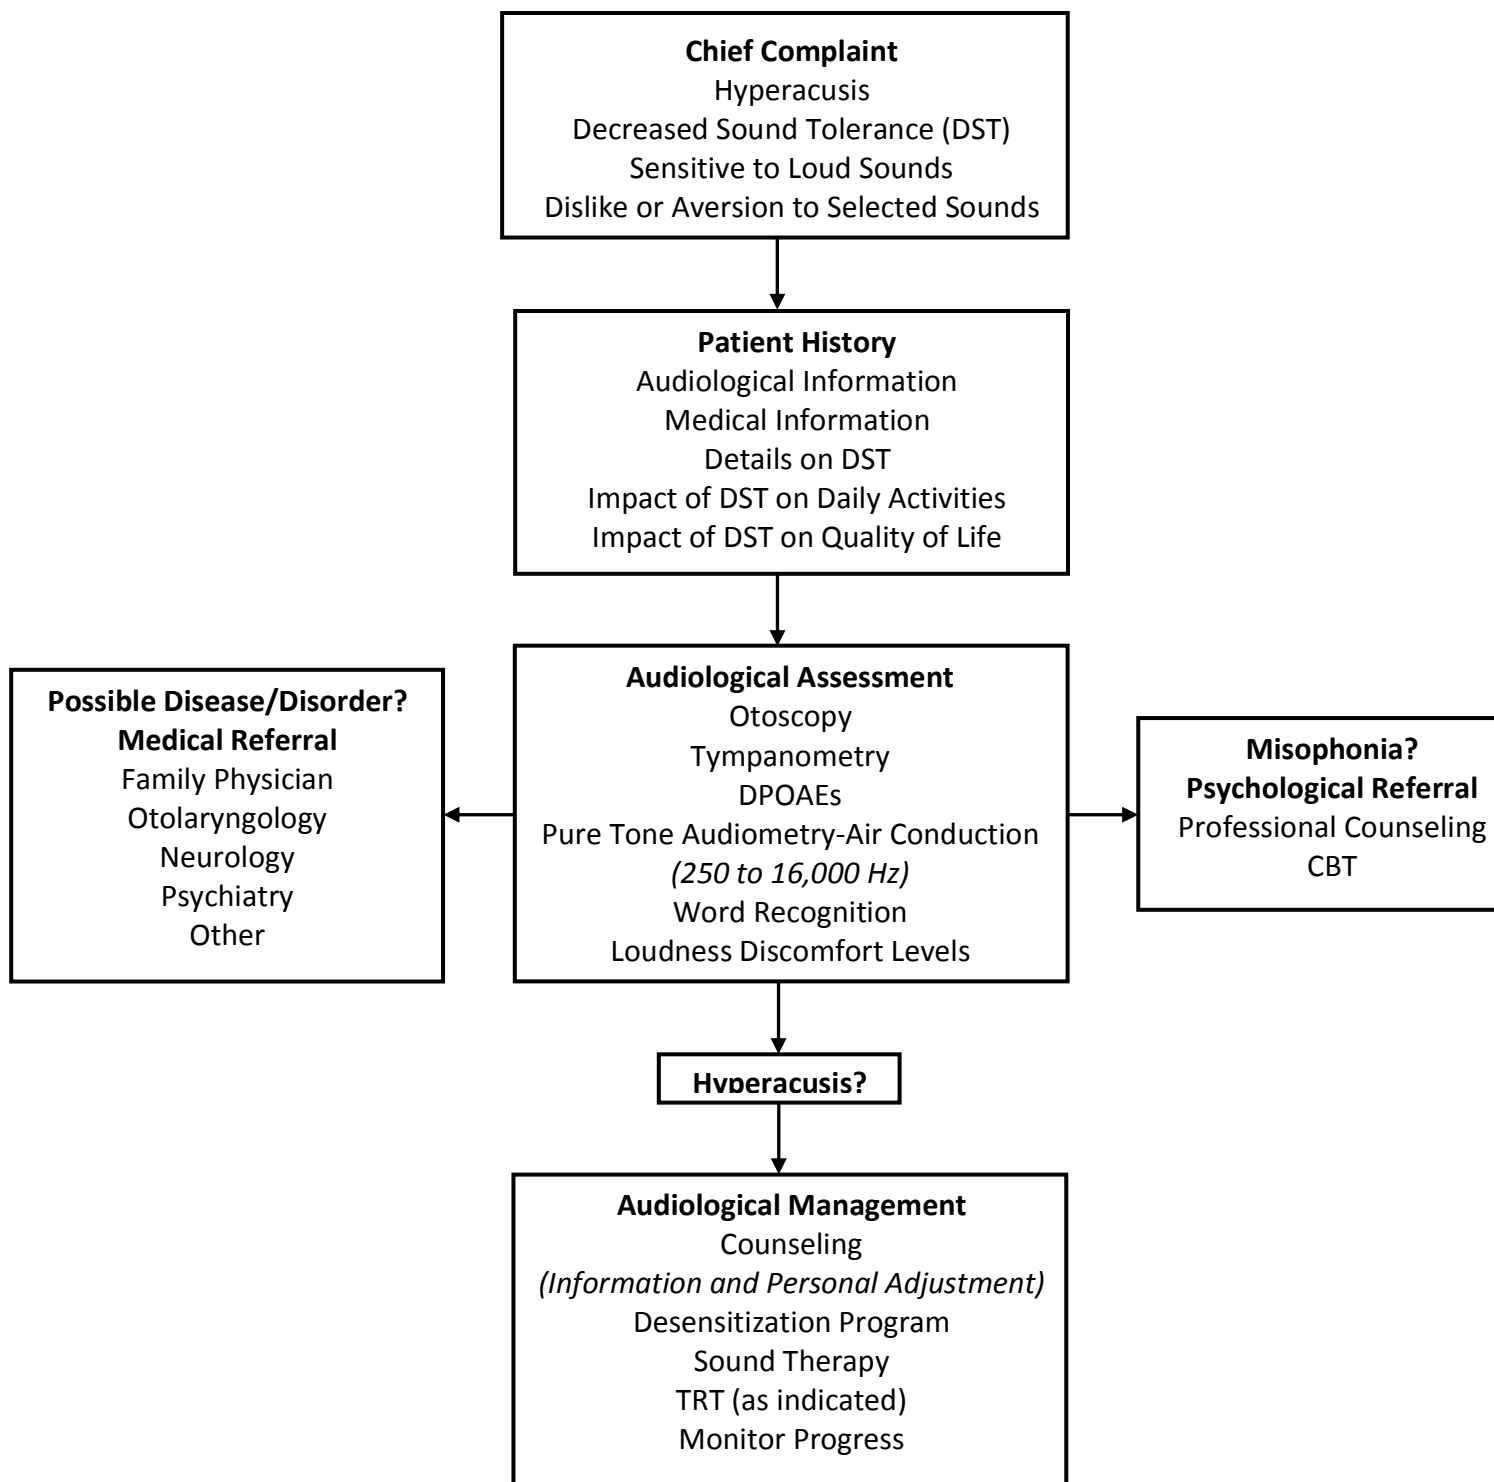 Chief Complaint
Hyperacusis
Decreased Sound Tolerance (DST)
Sensitive to Loud Sounds
Dislike or Aversion to Selected Sounds
Patient History
Audiological Information
Medical Information
Details on DST
Impact of DST on Daily Activities
Impact of DST on Quality of Life
Possible Disease/Disorder?
Medical Referral
Family Physician
Otolaryngology
Neurology
Psychiatry
Other
Audiological Assessment
Otoscopy
Tympanometry
DPOAEs
Pure Tone Audiometry-Air Conduction
(250 to 16,000 Hz)
Word Recognition
Loudness Discomfort Levels
Misophonia?
Psychological Referral
Professional Counseling
CBT
Hyperacusis?
Audiological Management
Counseling
(Information and Personal Adjustment)
Desensitization Program
Sound Therapy
TRT (as indicated)
Monitor Progress